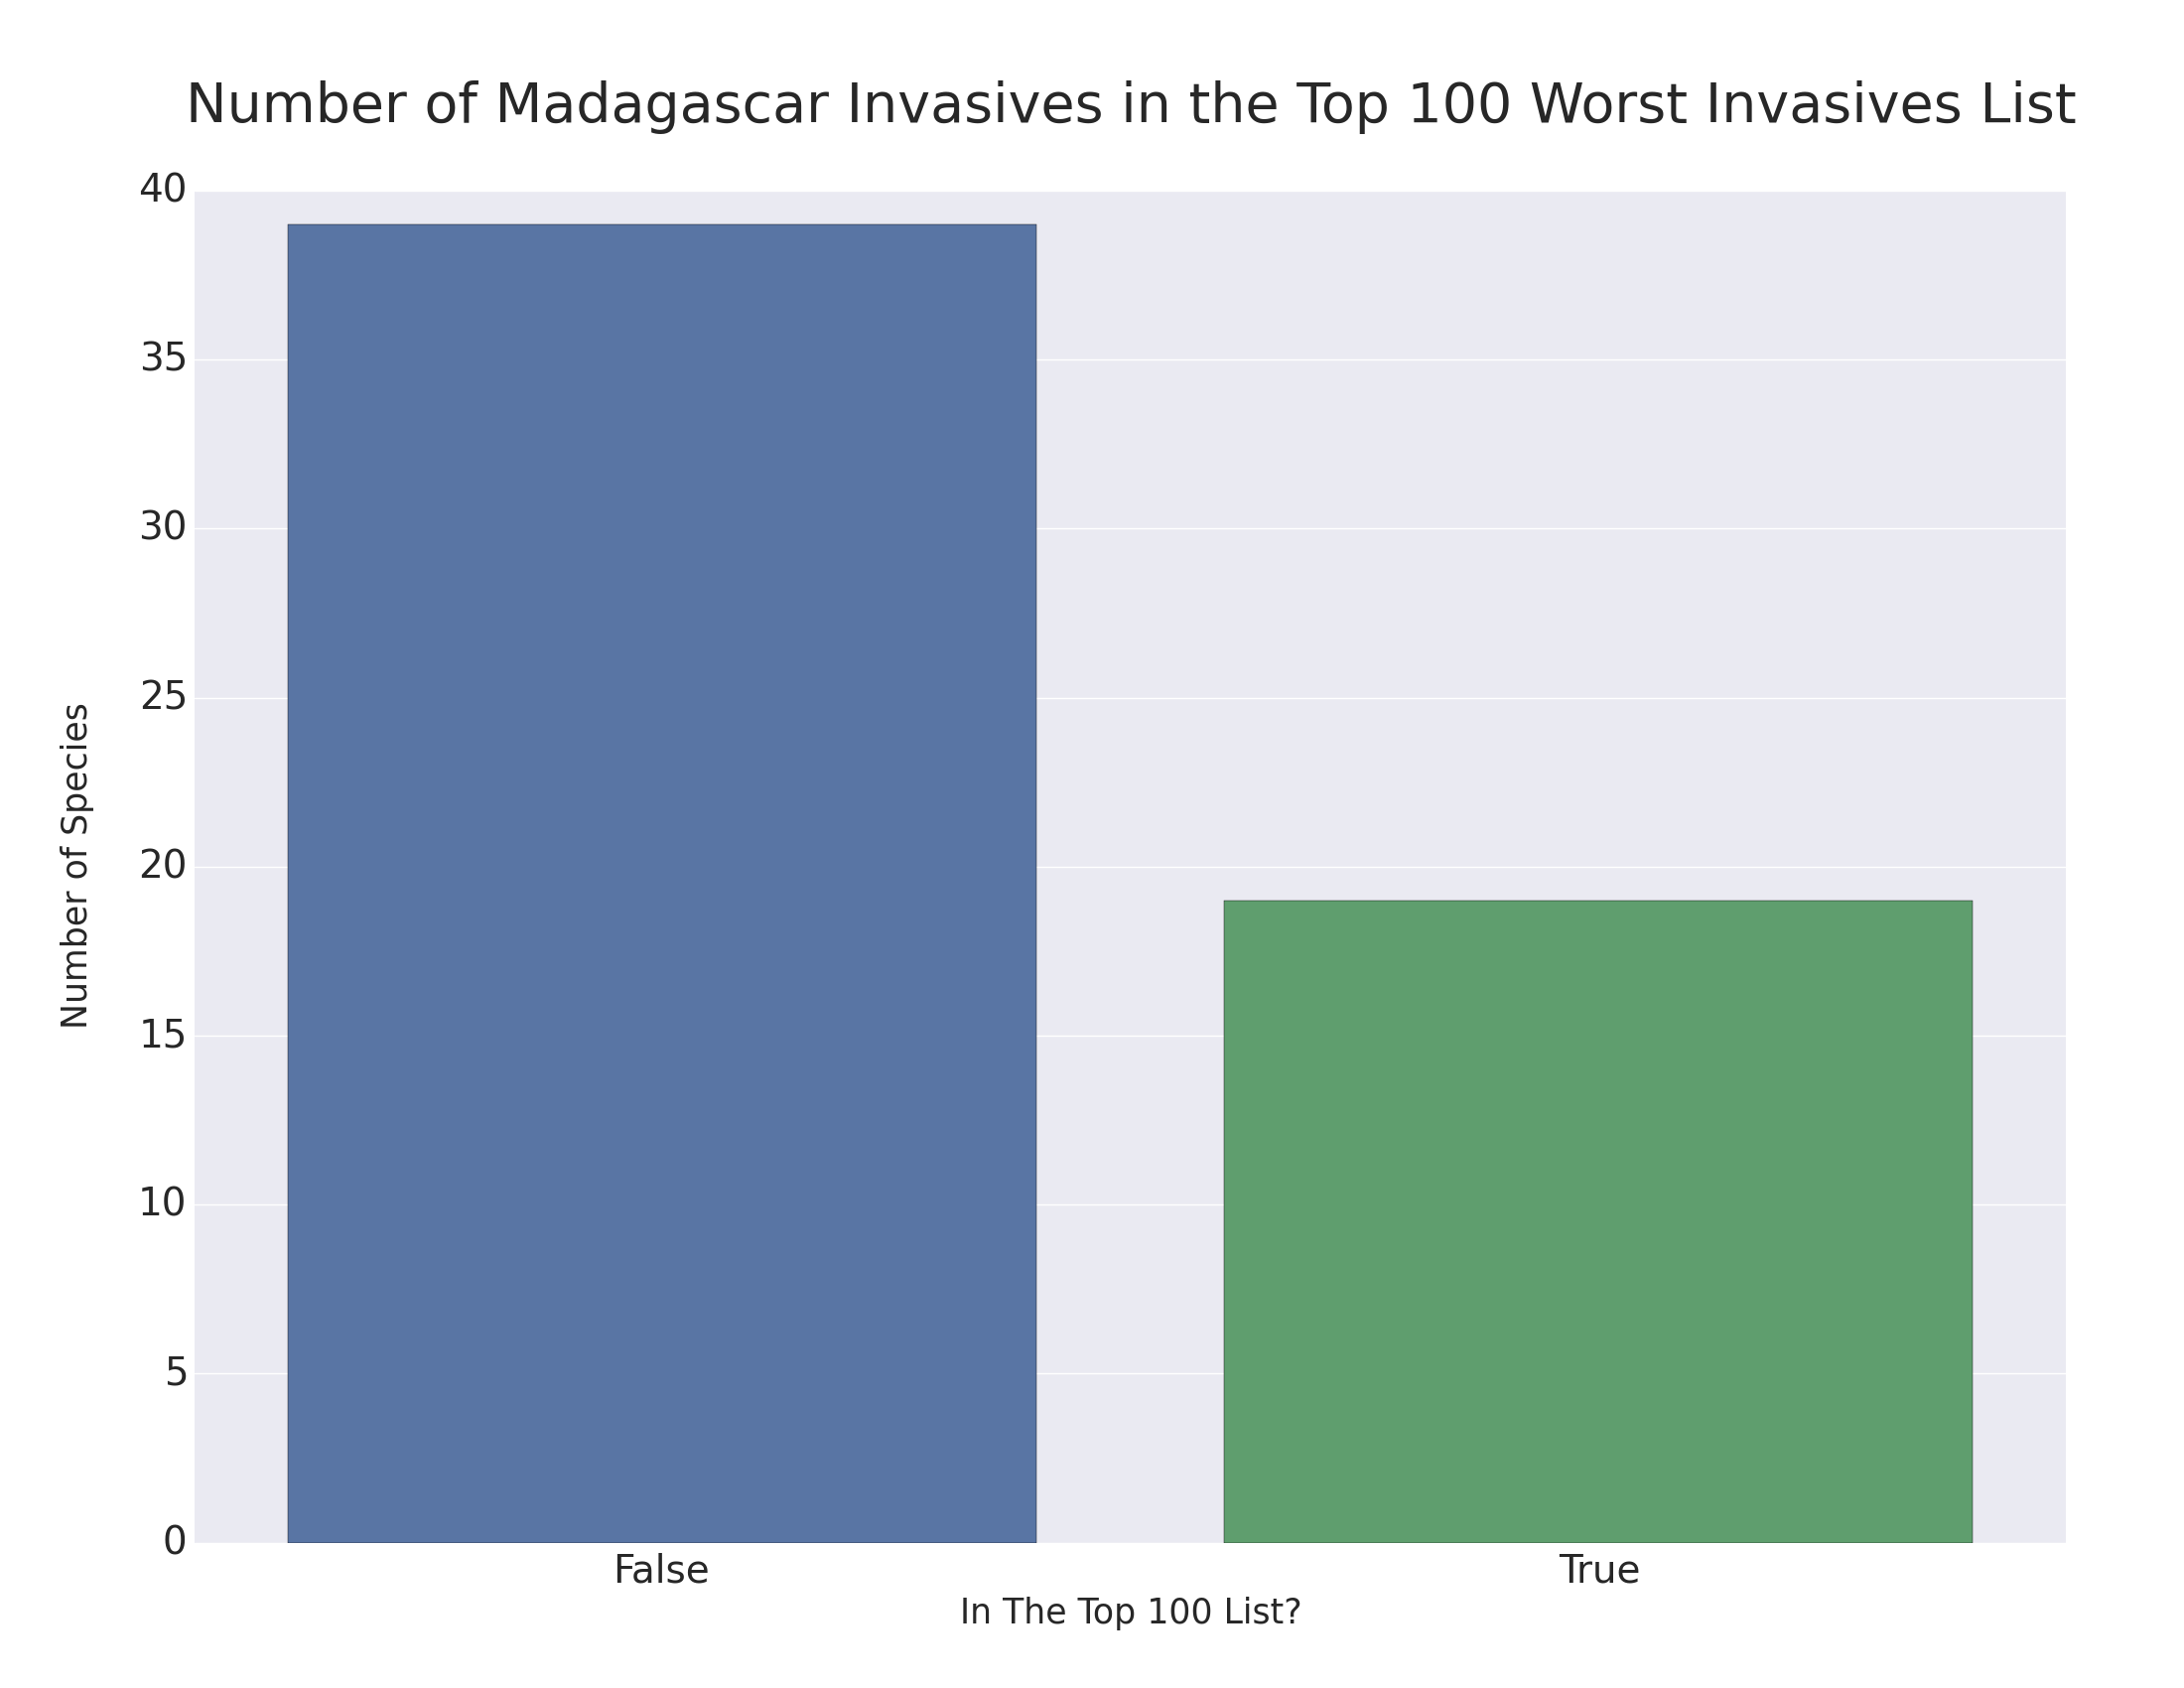 Number of Madagascar Invasives in the Top 100 Worst Invasives List
40
35
30
25
20
15
10
5
0
Number of Species
False
True
In The Top 100 List?